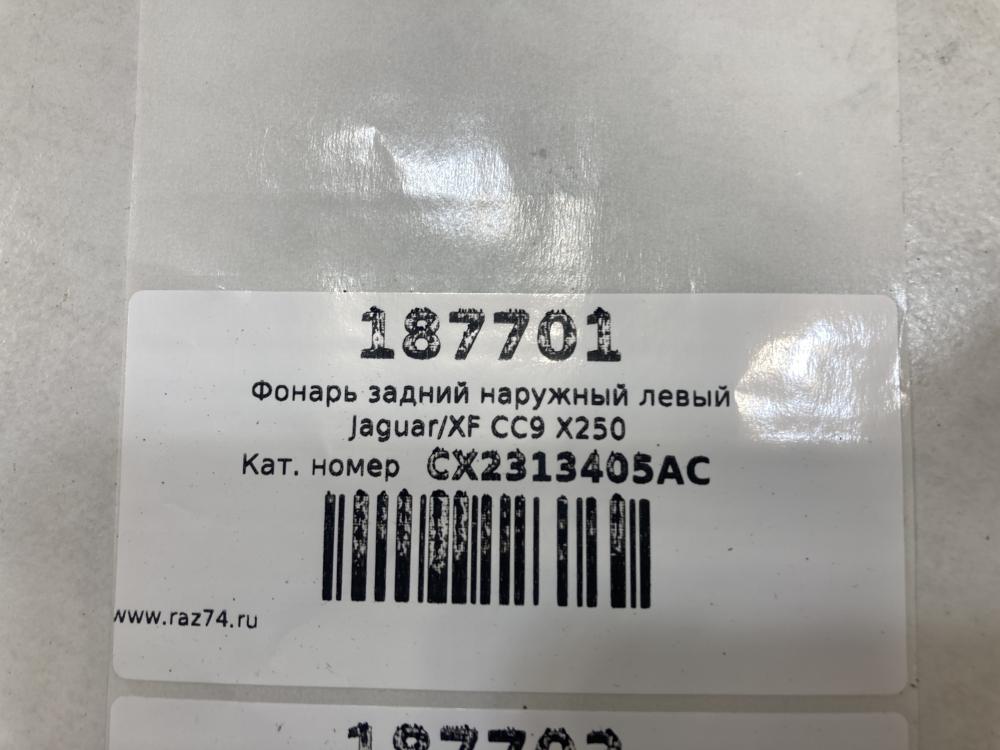 187701
Фонарь задний наружный левый
Jaguar/XF CC9 X250
Кат. номер CX2313405AC
www.raz74.ru